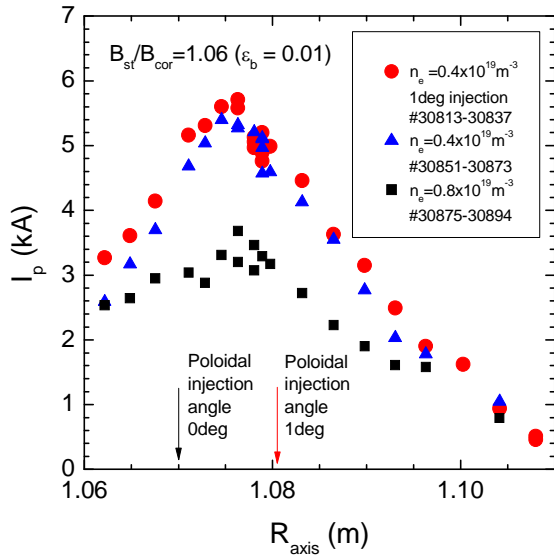 B_st/B_cor=1.06 (ε_b = 0.01)
n_e=0.4x10^19m^-3
1deg injection
#30813-30837
n_e=0.4x10^19m^-3
#30851-30873
n_e=0.8x10^19m^-3
#30875-30894
7
6
5
4
3
2
1
0
I_p (kA)
Poloidal
injection
angle
0deg
Poloidal
injection
angle
1deg
1.06
1.08
1.10
R_axis (m)